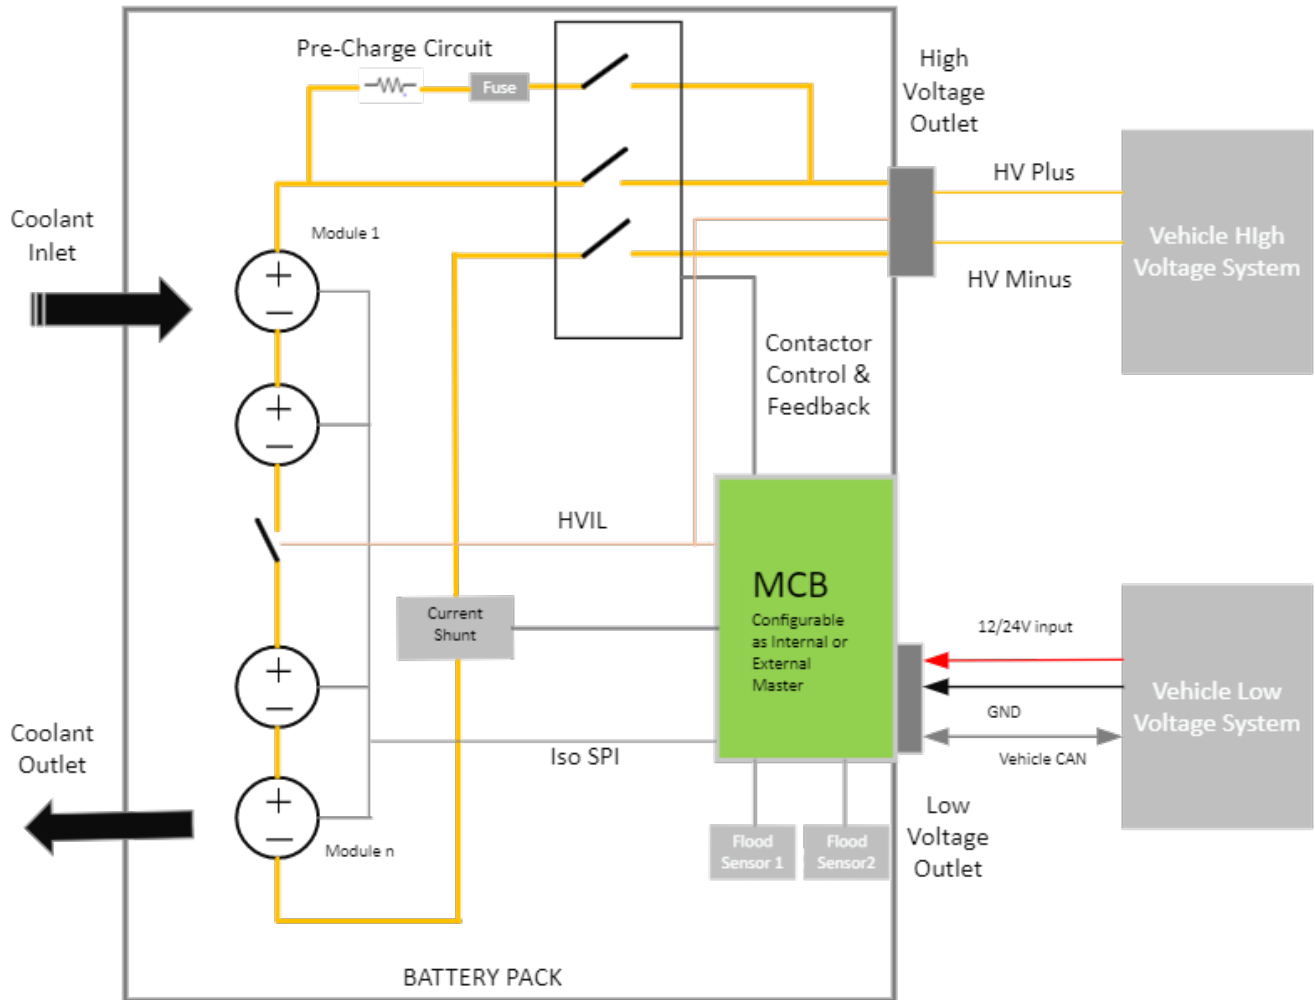 Pre-Charge Circuit
Fuse
High
Voltage
Outlet
HV Plus
Vehicle HIgh
Voltage System
HV Minus
Coolant
Inlet
Module 1
+
−
Contactor
Control &
Feedback
+
−
HVIL
MCB
Configurable
as Internal or
External
Master
Current
Shunt
12/24V input
GND
Vehicle CAN
Vehicle Low
Voltage System
+
−
Coolant
Outlet
Iso SPI
+
−
Module n
Flood
Sensor 1
Flood
Sensor2
Low
Voltage
Outlet
BATTERY PACK